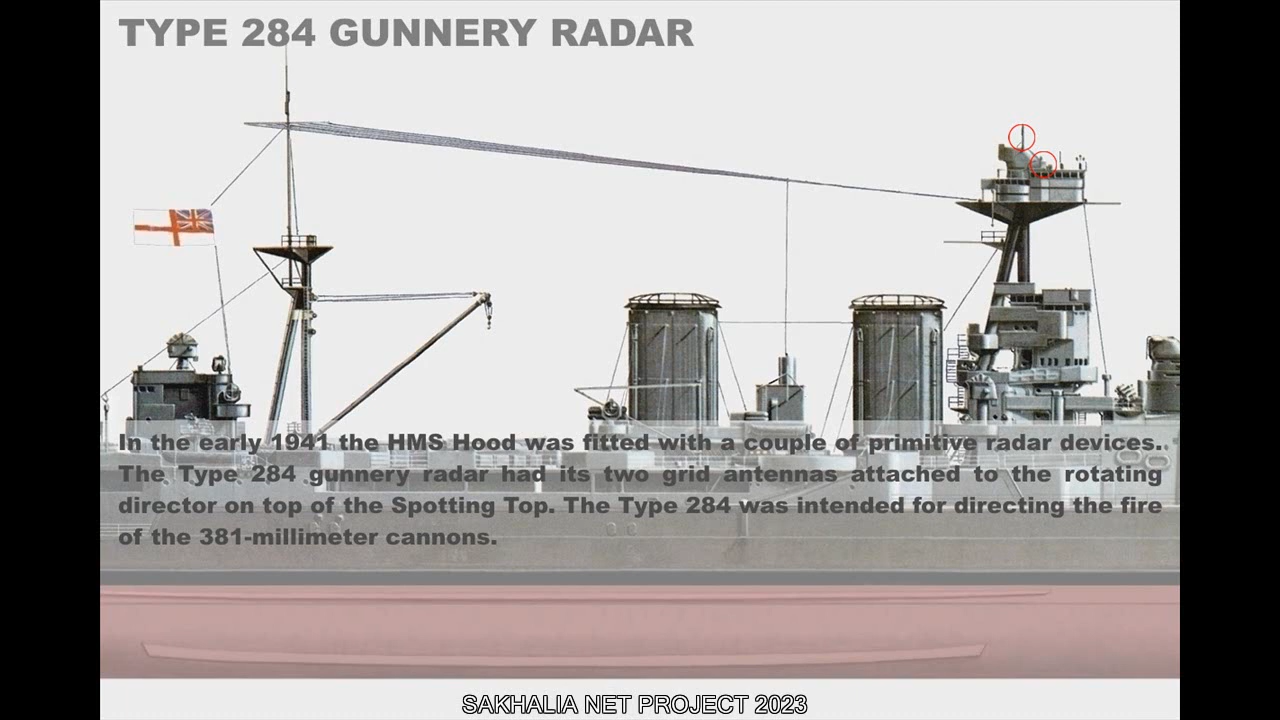 TYPE 284 GUNNERY RADAR
In the early 1941 the HMS Hood was fitted with a couple of primitive radar devices.
The Type 284 gunnery radar had its two grid antennas attached to the rotating
director on top of the Spotting Top. The Type 284 was intended for directing the fire
of the 381-millimeter cannons.
SAKHALIA NET PROJECT 2023